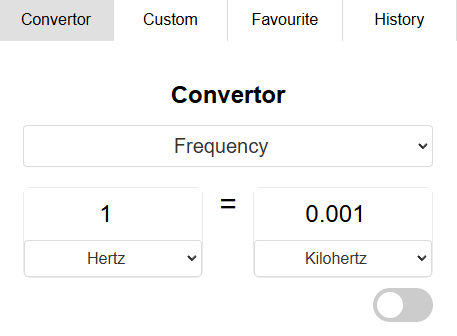 Convertor Custom Favourite History
Convertor
Frequency
1 = 0.001
Hertz Kilohertz